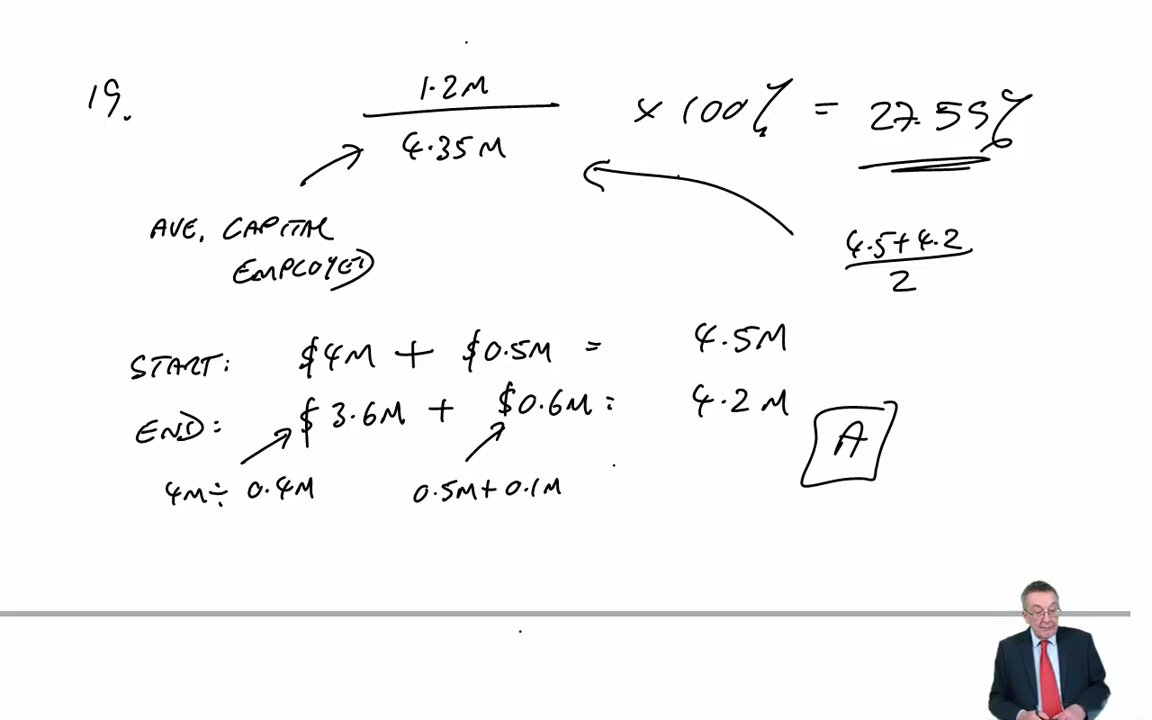 19.
1.2M
4.35M
× 100% = 27.59%
AVE. CAPITAL
EMPLOYED
4.5+4.2
2
START: $4M + $0.5M = 4.5M
END: $3.6M + $0.6M = 4.2M
A
4M ÷ 0.4M
0.5M + 0.1M